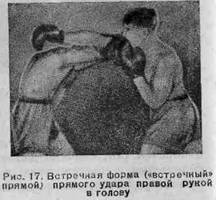 Рис. 17. Встречная форма («встречный»
прямой) прямого удара правой рукой
в голову